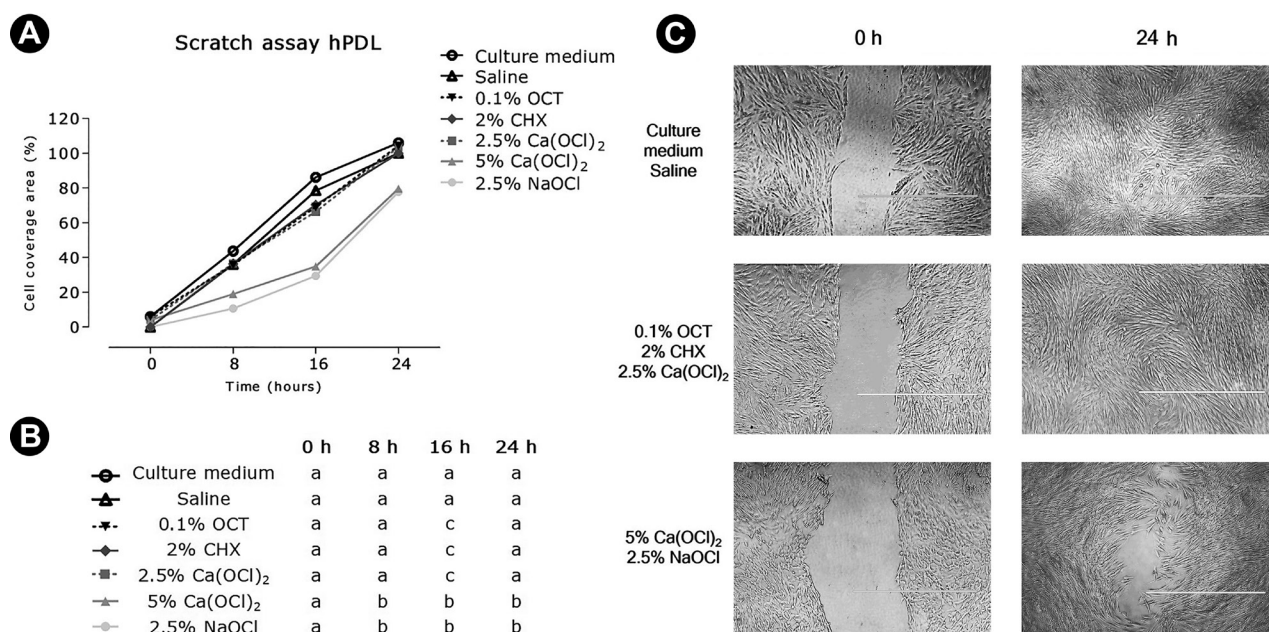 A
Scratch assay hPDL
Culture medium
Saline
0.1% OCT
2% CHX
2.5% Ca(OCl)₂
5% Ca(OCl)₂
2.5% NaOCl
Cell coverage area (%)
120
100
80
60
40
20
0
0 8 16 24
Time (hours)
B
0 h 8 h 16 h 24 h
Culture medium a a a a
Saline a a a a
0.1% OCT a a c a
2% CHX a a c a
2.5% Ca(OCl)₂ a a c a
5% Ca(OCl)₂ a b b b
2.5% NaOCl a b b b
C
0 h 24 h
Culture
medium
Saline
0.1% OCT
2% CHX
2.5% Ca(OCl)₂
5% Ca(OCl)₂
2.5% NaOCl